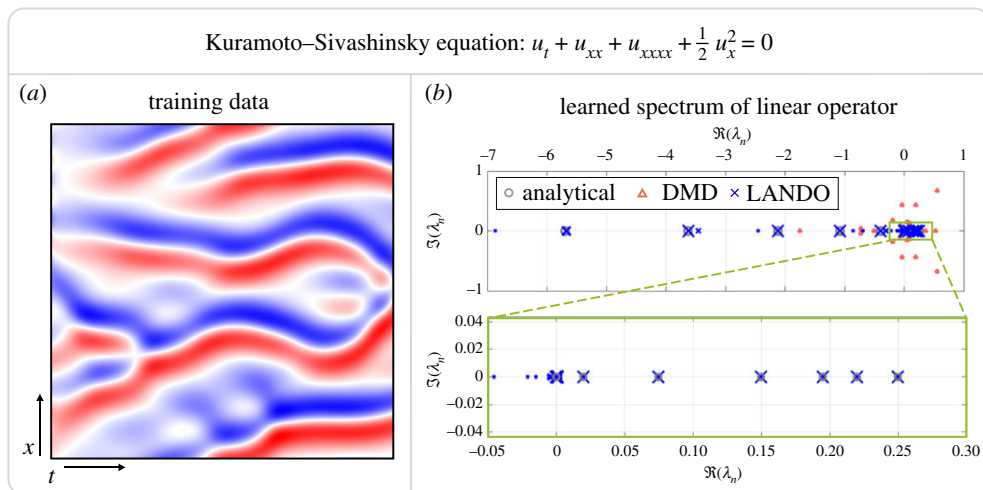 Kuramoto–Sivashinsky equation: u_t + u_xx + u_xxxx + 1/2 u_x^2 = 0
(a)
training data
x
t
(b)
learned spectrum of linear operator
ℜ(λ_n)
–7 –6 –5 –4 –3 –2 –1 0 1
1
analytical DMD LANDO
ℑ(λ_n)
0
–1
0.04
0.02
ℑ(λ_n)
0
–0.02
–0.04
–0.05 0 0.05 0.10 0.15 0.20 0.25 0.30
ℜ(λ_n)